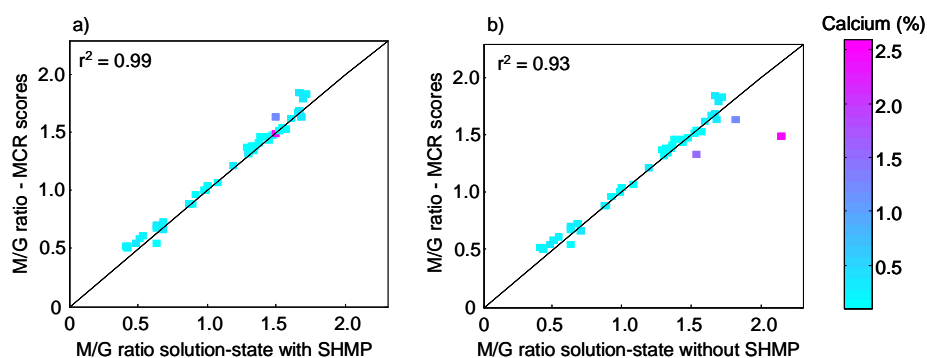 a)
r² = 0.99
M/G ratio - MCR scores
2.0
1.5
1.0
0.5
0
0
0.5
1.0
1.5
2.0
M/G ratio solution-state with SHMP
b)
r² = 0.93
M/G ratio - MCR scores
2.0
1.5
1.0
0.5
0
0
0.5
1.0
1.5
2.0
M/G ratio solution-state without SHMP
Calcium (%)
2.5
2.0
1.5
1.0
0.5